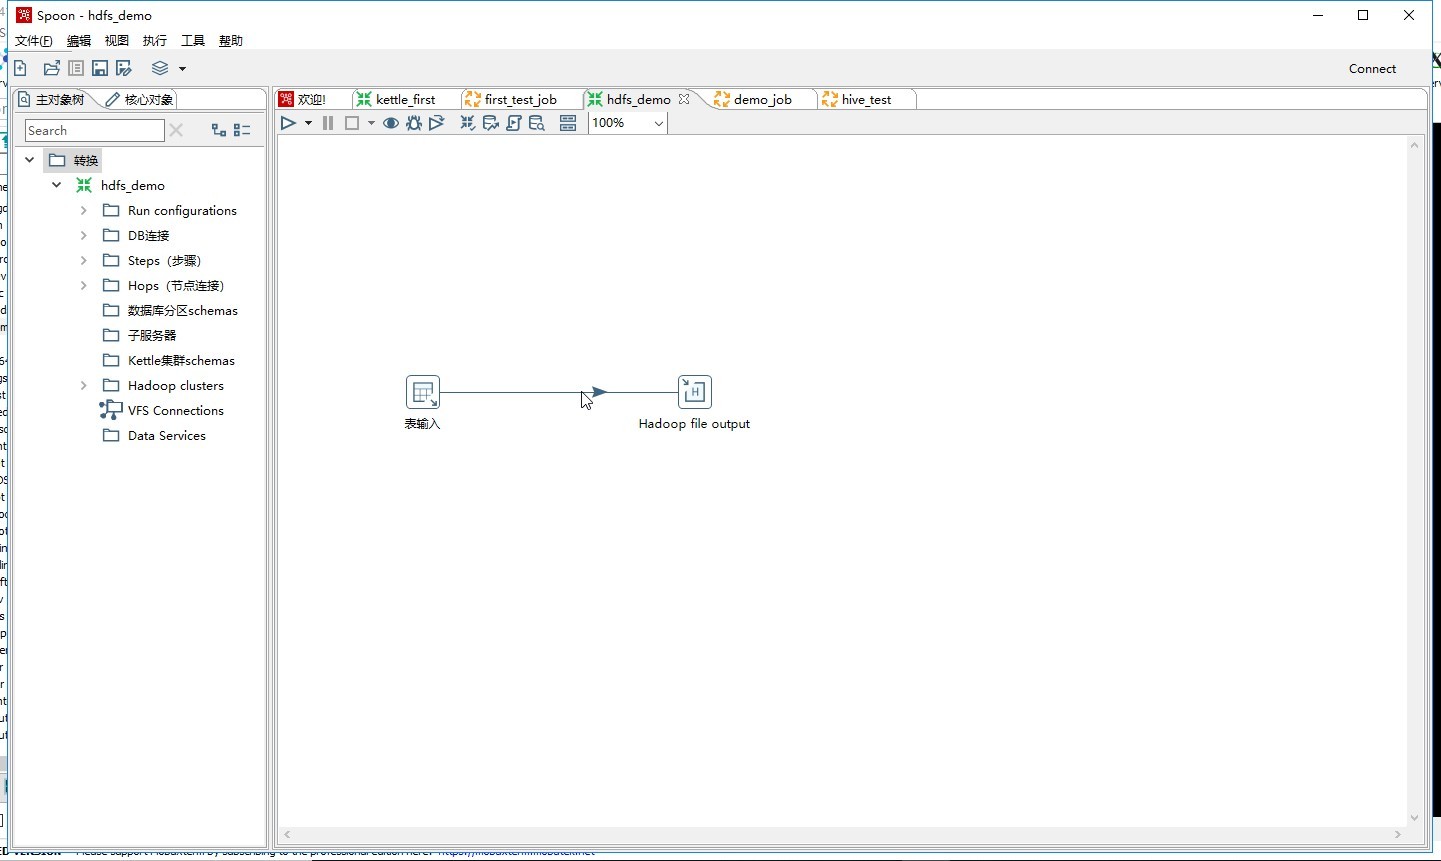 Spoon - hdfs_demo
文件(F) 编辑 视图 执行 工具 帮助
Connect
主对象树 核心对象
欢迎! kettle_first first_test_job hdfs_demo demo_job hive_test
Search
100%
转换
hdfs_demo
Run configurations
DB连接
Steps（步骤）
Hops（节点连接）
数据库分区schemas
子服务器
Kettle集群schemas
Hadoop clusters
VFS Connections
Data Services
表输入
Hadoop file output